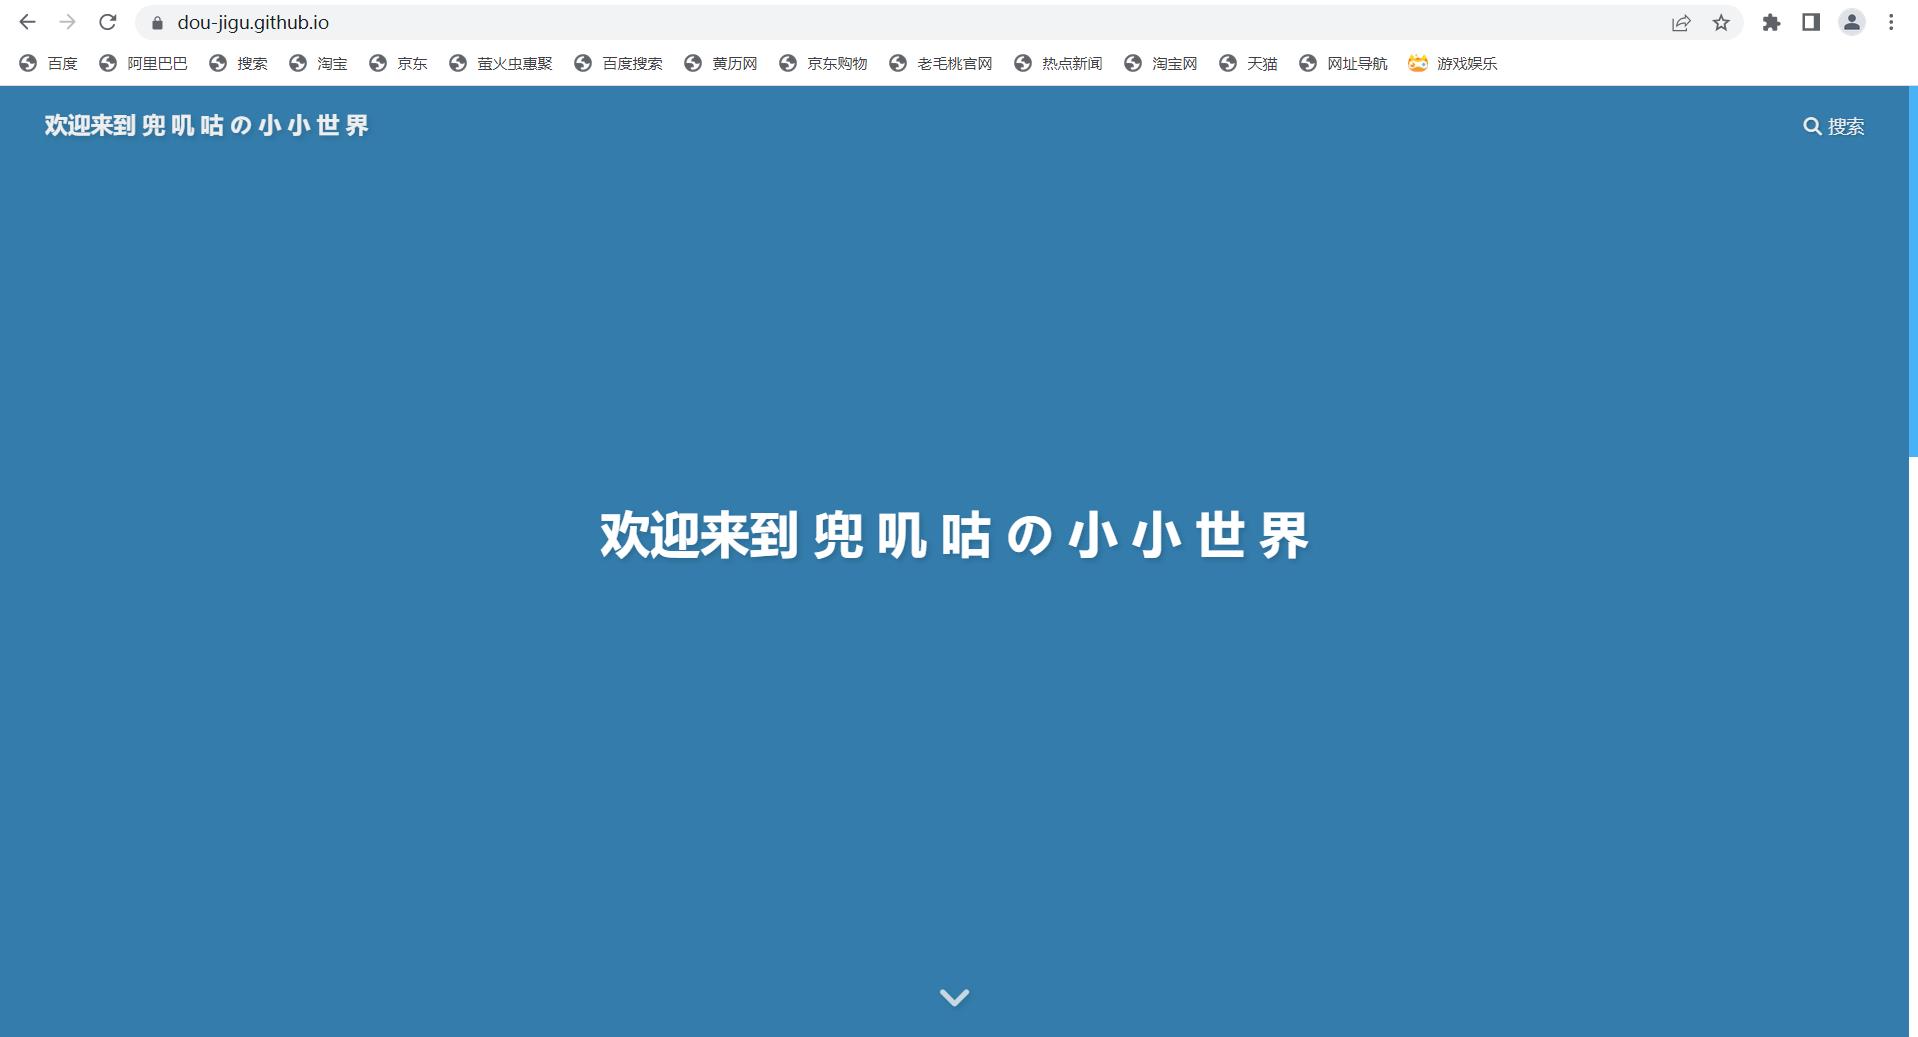 dou-jigu.github.io
百度 阿里巴巴 搜索 淘宝 京东 萤火虫惠聚 百度搜索 黄历网 京东购物 老毛桃官网 热点新闻 淘宝网 天猫 网址导航 游戏娱乐
欢迎来到 兜 叽 咕 の 小 小 世 界 搜索
欢迎来到 兜 叽 咕 の 小 小 世 界